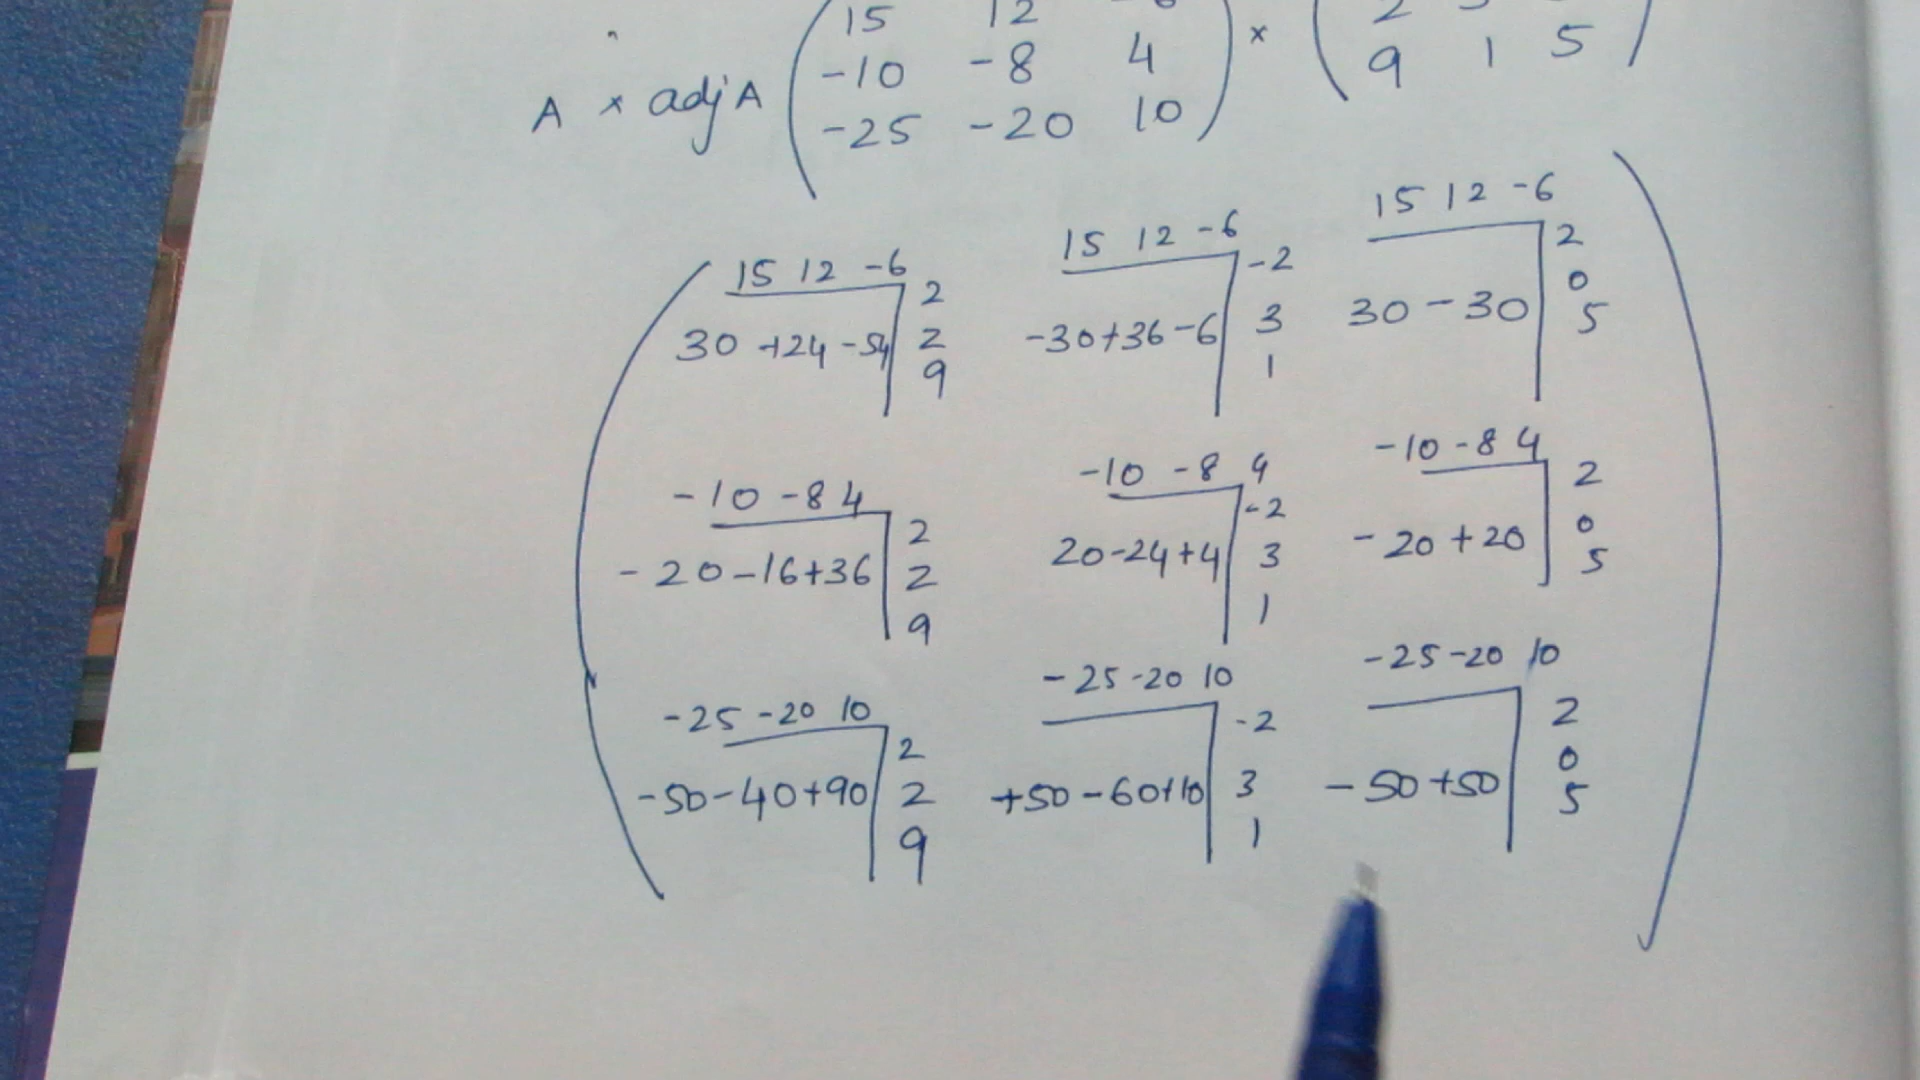 15 12
-10 -8 4 × 2
A × adj A -25 -20 10 9 1 5
15 12 -6 15 12 -6 15 12 -6
2 -2 2
30 +24 -54 2 -30+36-6 3 30 - 30 0
9 1 5
-10 -8 4 -10 -8 4 -10 -8 4
2 -2 2
-20-16+36 2 20-24+4 3 -20+20 0
9 1 5
-25 -20 10 -25 -20 10 -25 -20 10
2 -2 2
-50-40+90 2 +50-60+10 3 -50+50 0
9 1 5